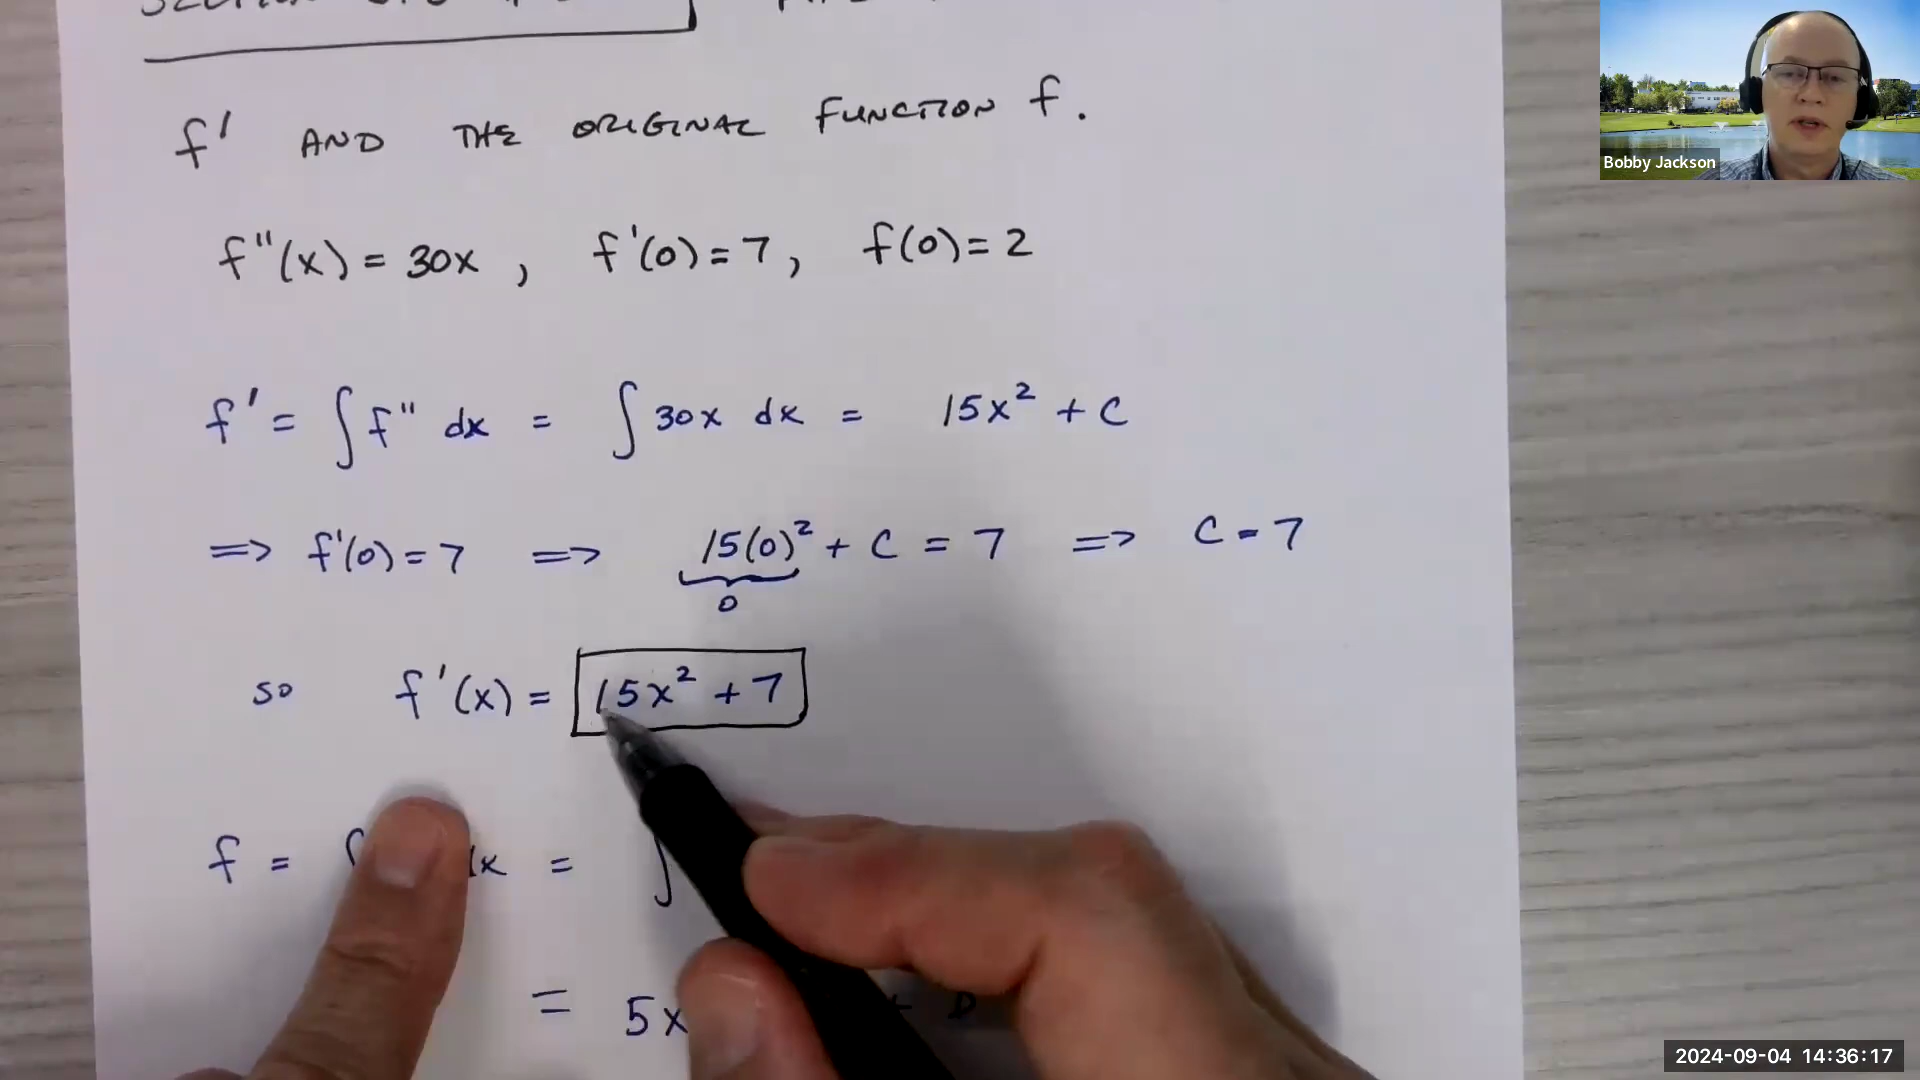 f' AND THE ORIGINAL FUNCTION f.
f''(x) = 30x , f'(0) = 7 , f(0) = 2
f' = ∫ f'' dx = ∫ 30x dx = 15x² + C
=> f'(0) = 7 => 15(0)² + C = 7 => C = 7
0
so f'(x) = 15x² + 7
f = = ∫
= 5x + D
Bobby Jackson
2024-09-04 14:36:17